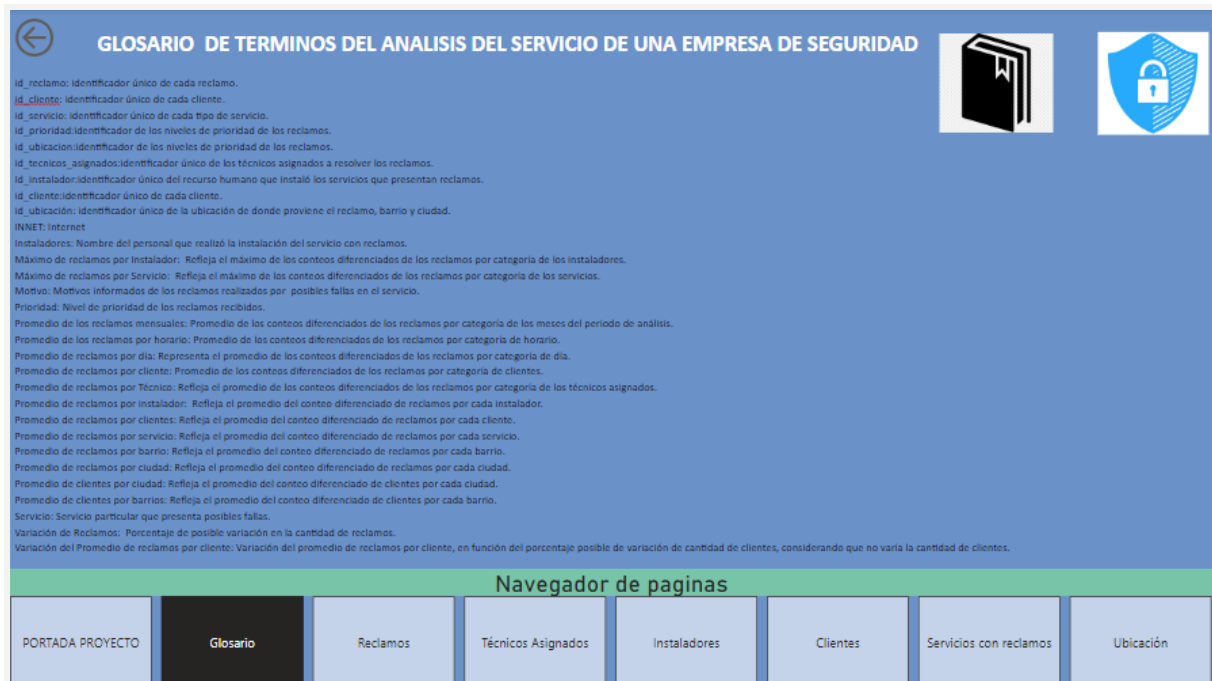 GLOSARIO DE TERMINOS DEL ANALISIS DEL SERVICIO DE UNA EMPRESA DE SEGURIDAD
id_reclamo: identificador único de cada reclamo.
id_cliente: identificador único de cada cliente.
id_servicio: identificador único de cada tipo de servicio.
id_prioridad:identificador de los niveles de prioridad de los reclamos.
id_ubicacion:identificador de los niveles de prioridad de los reclamos.
id_tecnicos_asignados:identificador único de los técnicos asignados a resolver los reclamos.
id_instalador:identificador único del recurso humano que instaló los servicios que presentan reclamos.
id_cliente:identificador único de cada cliente.
id_ubicación: identificador único de la ubicación de donde proviene el reclamo, barrio y ciudad.
INNET: Internet
Instaladores: Nombre del personal que realizó la instalación del servicio con reclamos.
Máximo de reclamos por Instalador: Refleja el máximo de los conteos diferenciados de los reclamos por categoría de los instaladores.
Máximo de reclamos por Servicio: Refleja el máximo de los conteos diferenciados de los reclamos por categoría de los servicios.
Motivo: Motivos informados de los reclamos realizados por posibles fallas en el servicio.
Prioridad: Nivel de prioridad de los reclamos recibidos.
Promedio de los reclamos mensuales: Promedio de los conteos diferenciados de los reclamos por categoría de los meses del periodo de análisis.
Promedio de los reclamos por horario: Promedio de los conteos diferenciados de los reclamos por categoría de horario.
Promedio de reclamos por día: Representa el promedio de los conteos diferenciados de los reclamos por categoría de día.
Promedio de reclamos por cliente: Promedio de los conteos diferenciados de los reclamos por categoría de clientes.
Promedio de reclamos por Técnico: Refleja el promedio de los conteos diferenciados de los reclamos por categoría de los técnicos asignados.
Promedio de reclamos por instalador: Refleja el promedio del conteo diferenciado de reclamos por cada instalador.
Promedio de reclamos por clientes: Refleja el promedio del conteo diferenciado de reclamos por cada cliente.
Promedio de reclamos por servicio: Refleja el promedio del conteo diferenciado de reclamos por cada servicio.
Promedio de reclamos por barrio: Refleja el promedio del conteo diferenciado de reclamos por cada barrio.
Promedio de reclamos por ciudad: Refleja el promedio del conteo diferenciado de reclamos por cada ciudad.
Promedio de clientes por ciudad: Refleja el promedio del conteo diferenciado de clientes por cada ciudad.
Promedio de clientes por barrios: Refleja el promedio del conteo diferenciado de clientes por cada barrio.
Servicio: Servicio particular que presenta posibles fallas.
Variación de Reclamos: Porcentaje de posible variación en la cantidad de reclamos.
Variación del Promedio de reclamos por cliente: Variación del promedio de reclamos por cliente, en función del porcentaje posible de variación de cantidad de clientes, considerando que no varía la cantidad de clientes.
Navegador de paginas
PORTADA PROYECTO
Glosario
Reclamos
Técnicos Asignados
Instaladores
Clientes
Servicios con reclamos
Ubicación